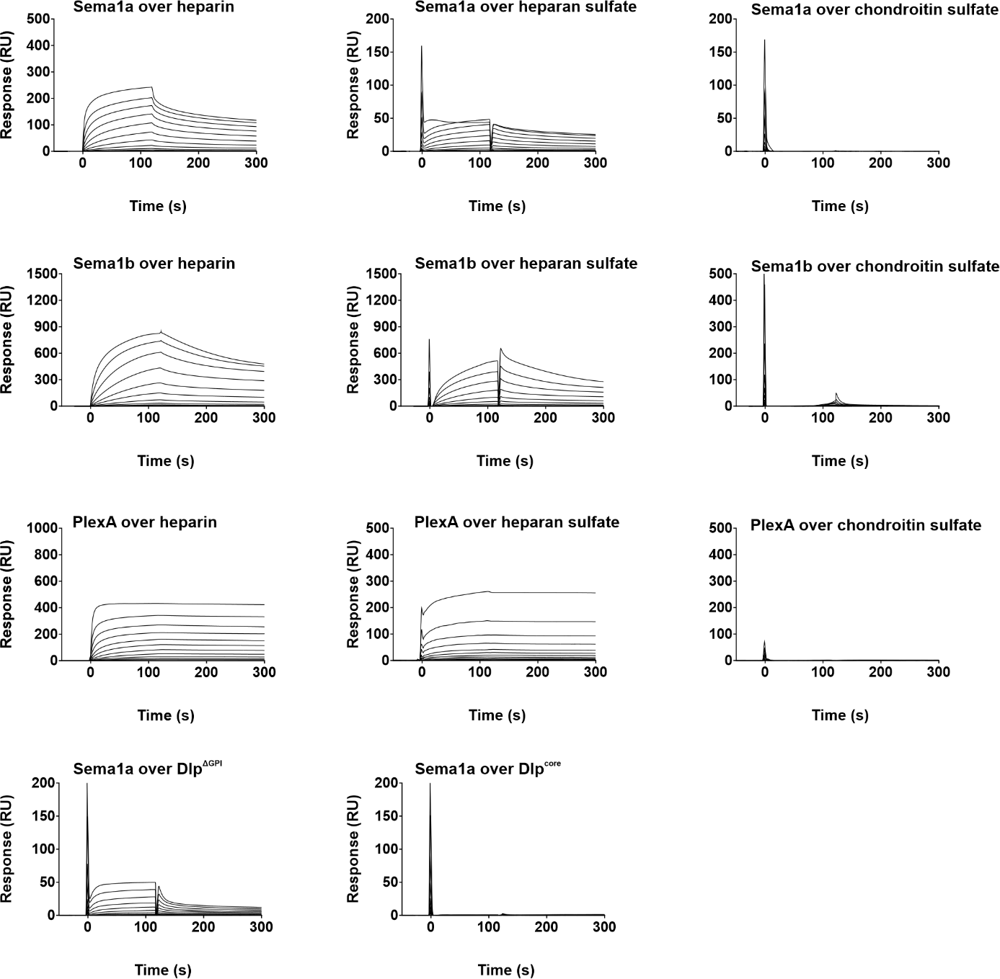 Sema1a over heparin
Response (RU)
500
400
300
200
100
0
0 100 200 300
Time (s)
Sema1a over heparan sulfate
Response (RU)
200
150
100
50
0
0 100 200 300
Time (s)
Sema1a over chondroitin sulfate
200
150
100
50
0
0 100 200 300
Time (s)
Sema1b over heparin
Response (RU)
1500
1200
900
600
300
0
0 100 200 300
Time (s)
Sema1b over heparan sulfate
Response (RU)
1500
1200
900
600
300
0
0 100 200 300
Time (s)
Sema1b over chondroitin sulfate
500
400
300
200
100
0
0 100 200 300
Time (s)
PlexA over heparin
Response (RU)
1000
800
600
400
200
0
0 100 200 300
Time (s)
PlexA over heparan sulfate
Response (RU)
500
400
300
200
100
0
0 100 200 300
Time (s)
PlexA over chondroitin sulfate
500
400
300
200
100
0
0 100 200 300
Time (s)
Sema1a over Dlp^ΔGPI
Response (RU)
200
150
100
50
0
0 100 200 300
Time (s)
Sema1a over Dlp^core
Response (RU)
200
150
100
50
0
0 100 200 300
Time (s)